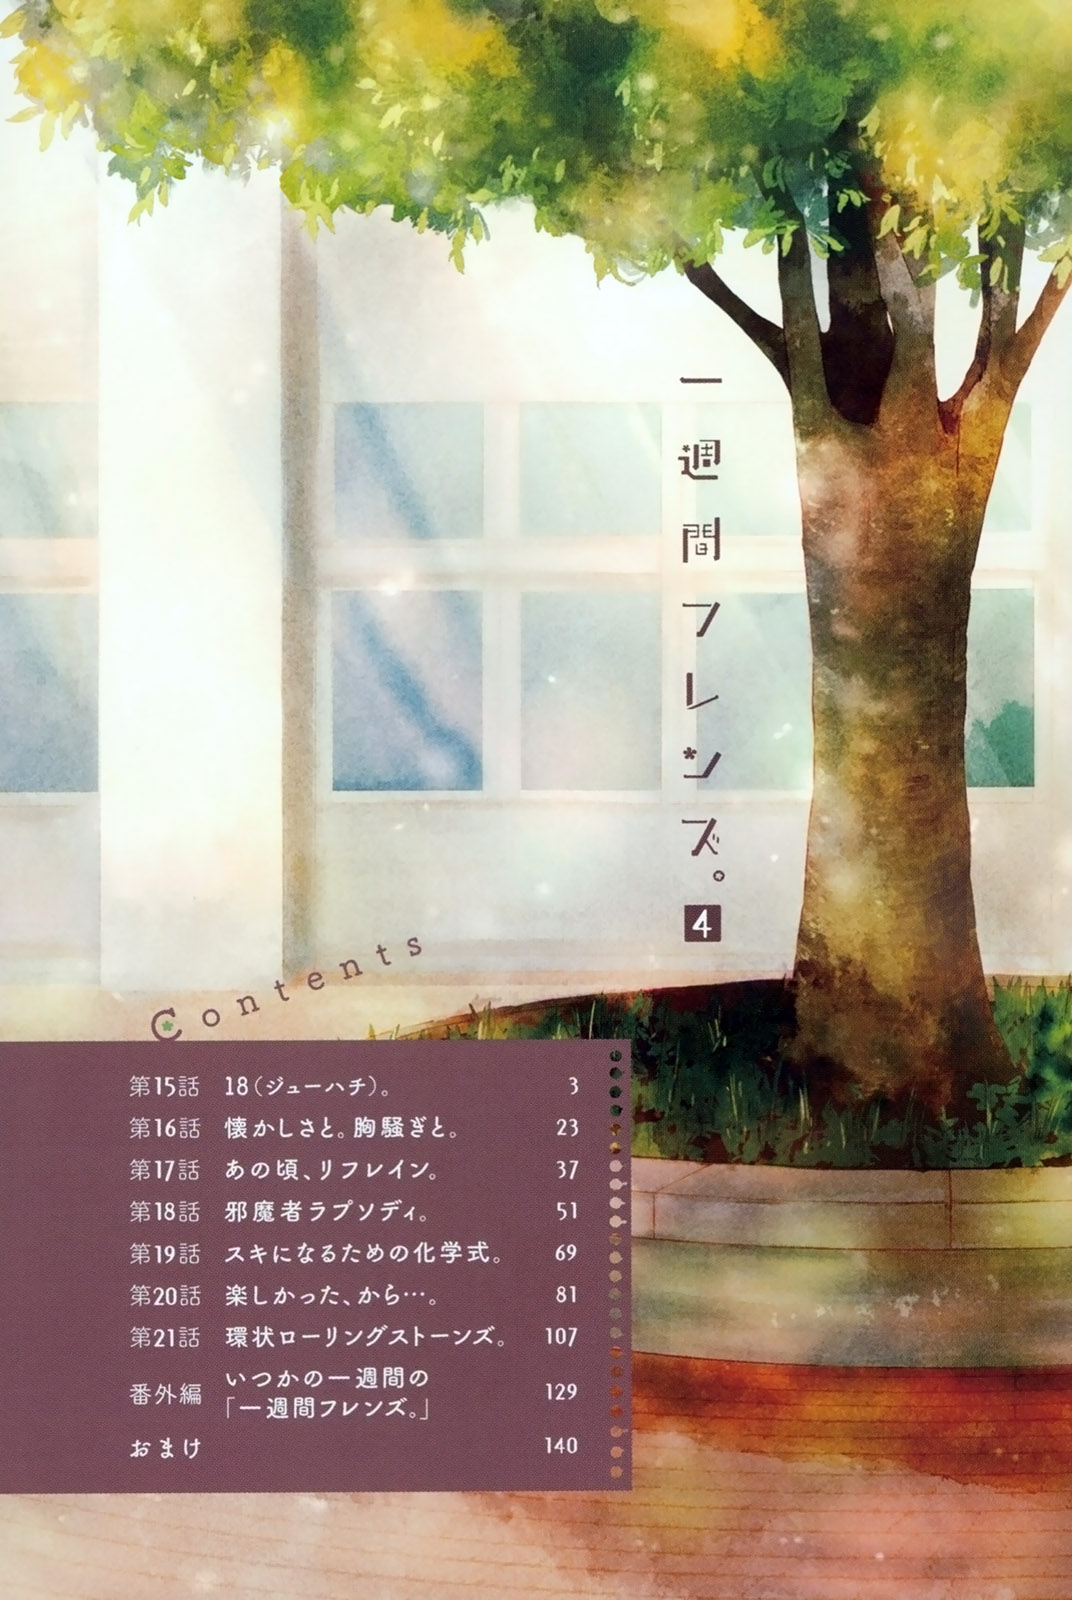 一週間フレンズ。4
Contents
第15話 18（ジューハチ）。 3
第16話 懐かしさと。胸騒ぎと。 23
第17話 あの頃、リフレイン。 37
第18話 邪魔者ラプソディ。 51
第19話 スキになるための化学式。 69
第20話 楽しかった、から…。 81
第21話 環状ローリングストーンズ。 107
番外編 いつかの一週間の
「一週間フレンズ。」 129
おまけ 140